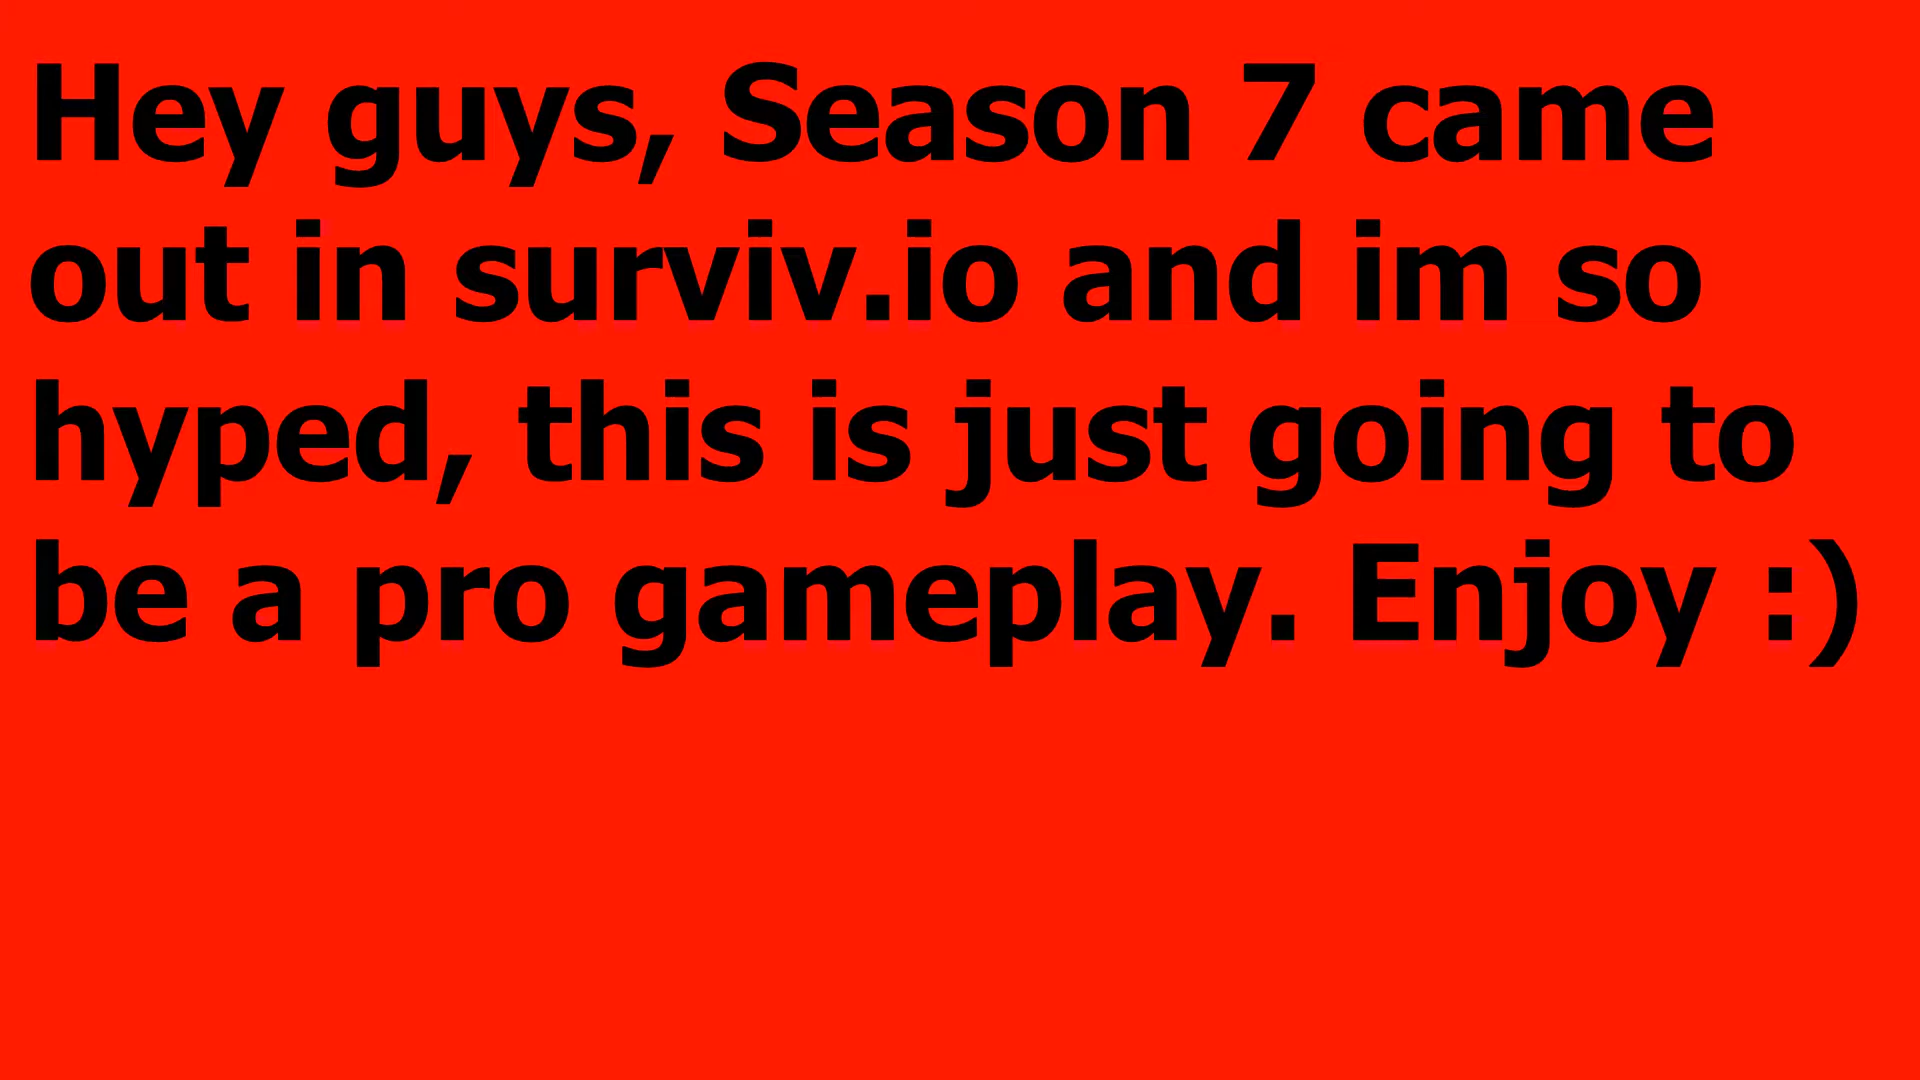 Hey guys, Season 7 came
out in surviv.io and im so
hyped, this is just going to
be a pro gameplay. Enjoy :)